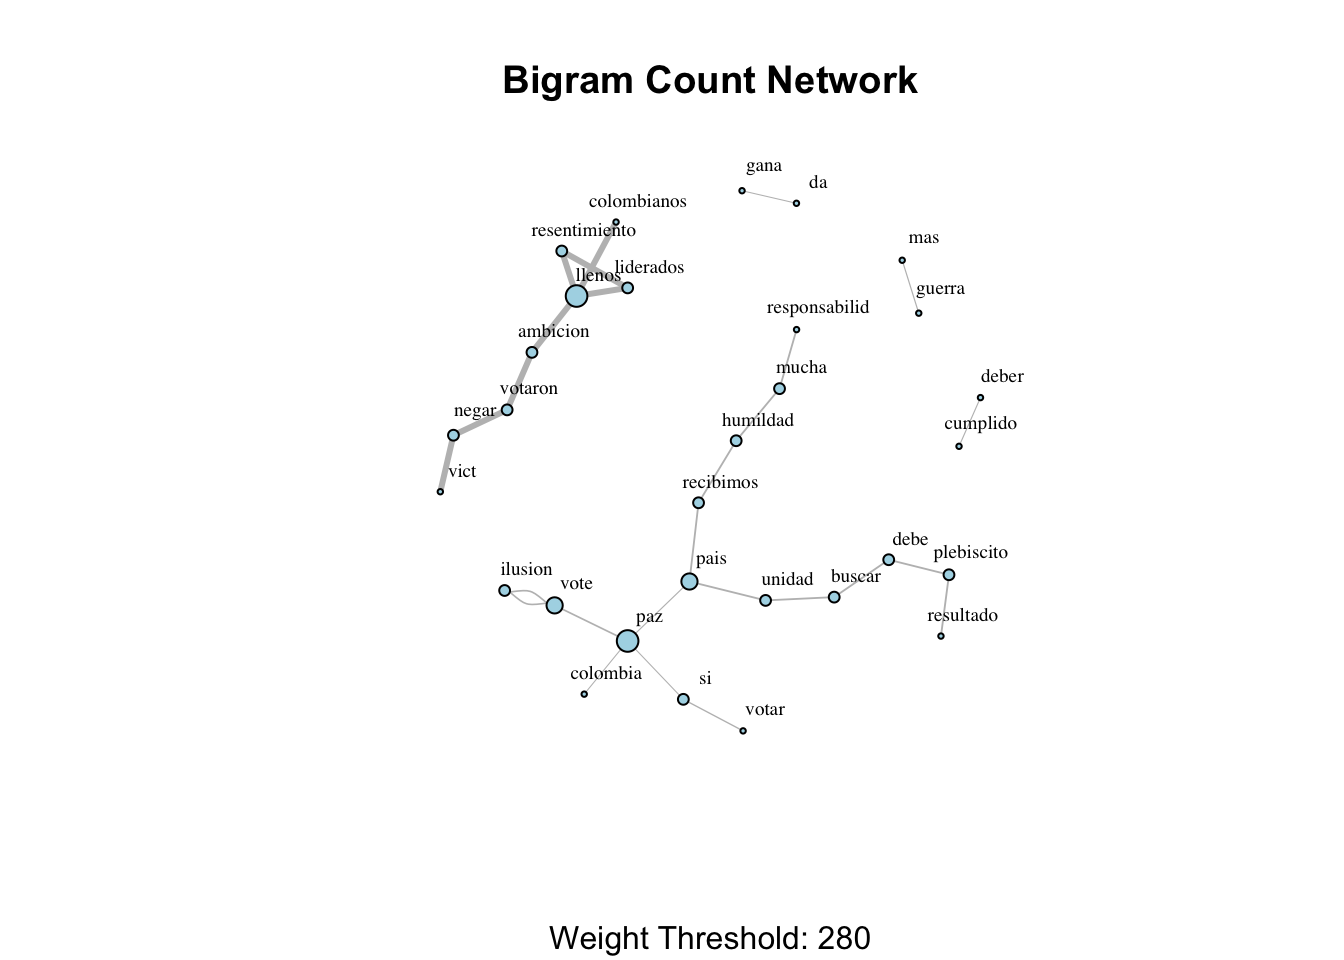 Bigram Count Network
gana
da
colombianos
resentimiento
mas
liderados
llenos
guerra
responsabilid
ambicion
mucha
deber
votaron
negar
humildad
cumplido
vict
recibimos
debe
plebiscito
pais
ilusion
vote
unidad
buscar
paz
resultado
colombia
si
votar
Weight Threshold: 280